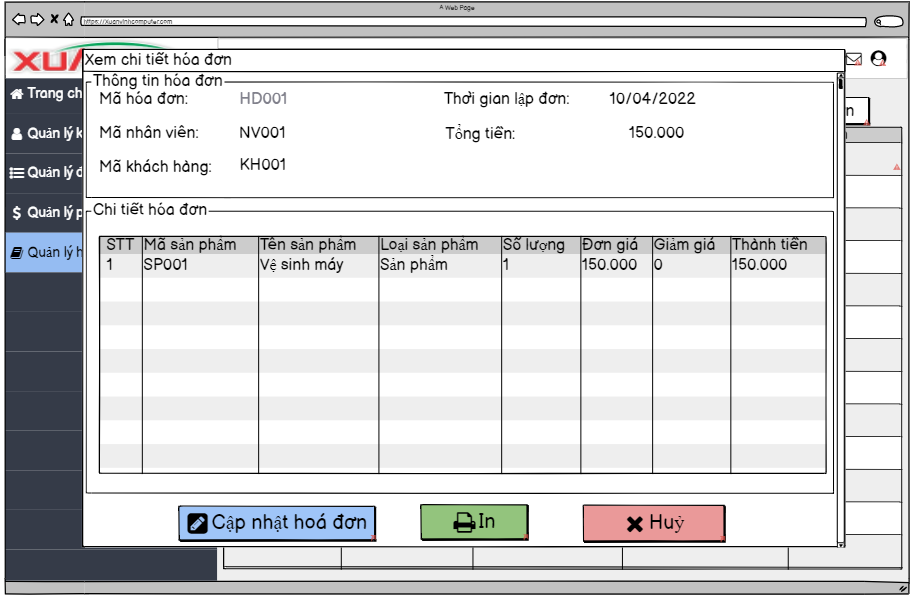 A Web Page
https://xuanvinhcomputer.com
XUA
Xem chi tiết hóa đơn
Thông tin hóa đơn
Trang ch
Mã hóa đơn: HD001 Thời gian lập đơn: 10/04/2022
n
Quản lý k
Mã nhân viên: NV001 Tổng tiền: 150.000
Mã khách hàng: KH001
Quản lý đ
Quản lý p
Chi tiết hóa đơn
Quản lý h
STT Mã sản phẩm Tên sản phẩm Loại sản phẩm Số lượng Đơn giá Giảm giá Thành tiền
1 SP001 Vệ sinh máy Sản phẩm 1 150.000 0 150.000
Cập nhật hoá đơn
In
Huỷ